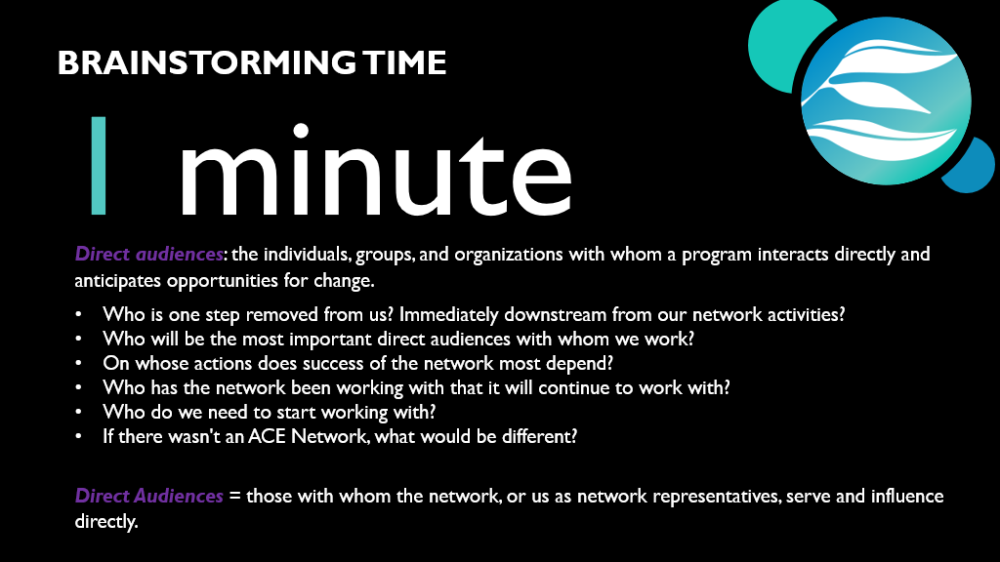 BRAINSTORMING TIME
1 minute
Direct audiences: the individuals, groups, and organizations with whom a program interacts directly and
anticipates opportunities for change.
• Who is one step removed from us? Immediately downstream from our network activities?
• Who will be the most important direct audiences with whom we work?
• On whose actions does success of the network most depend?
• Who has the network been working with that it will continue to work with?
• Who do we need to start working with?
• If there wasn't an ACE Network, what would be different?
Direct Audiences = those with whom the network, or us as network representatives, serve and influence
directly.